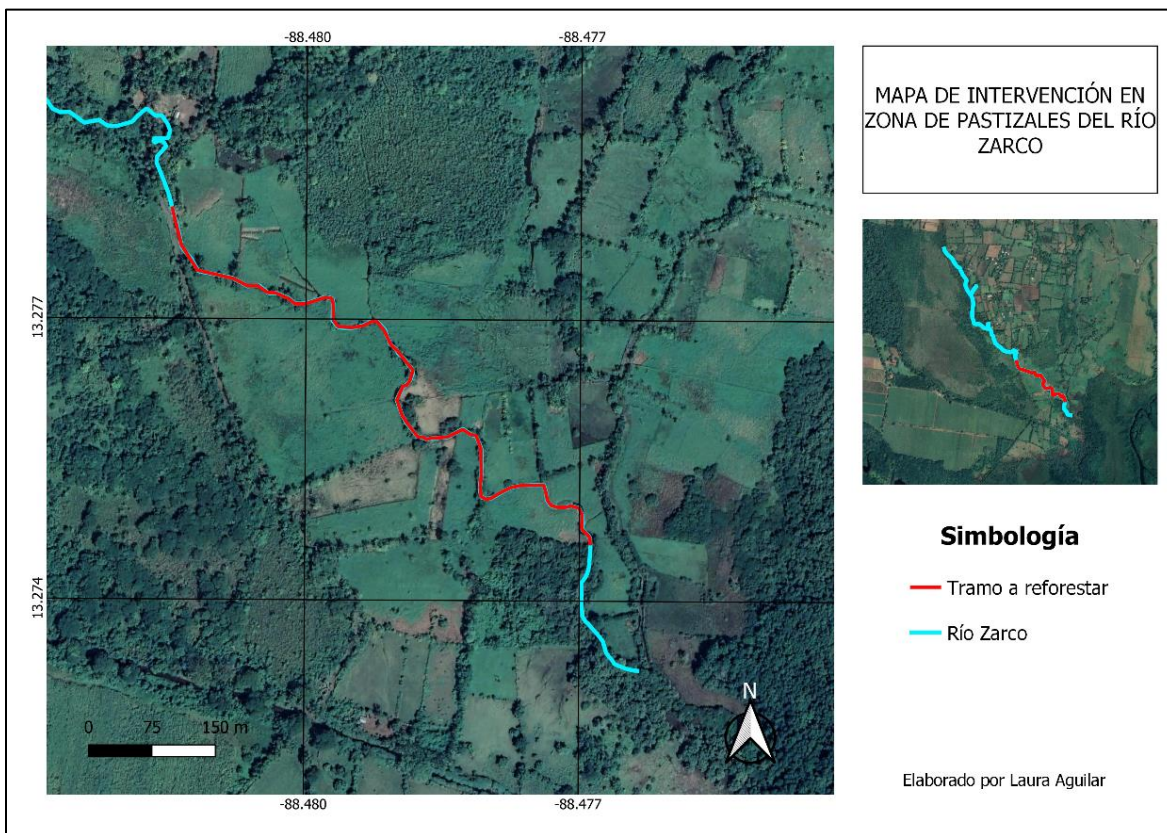 -88.480
-88.477
MAPA DE INTERVENCIÓN EN
ZONA DE PASTIZALES DEL RÍO
ZARCO
13.277
13.274
Simbología
Tramo a reforestar
Río Zarco
N
0 75 150 m
-88.480
-88.477
Elaborado por Laura Aguilar